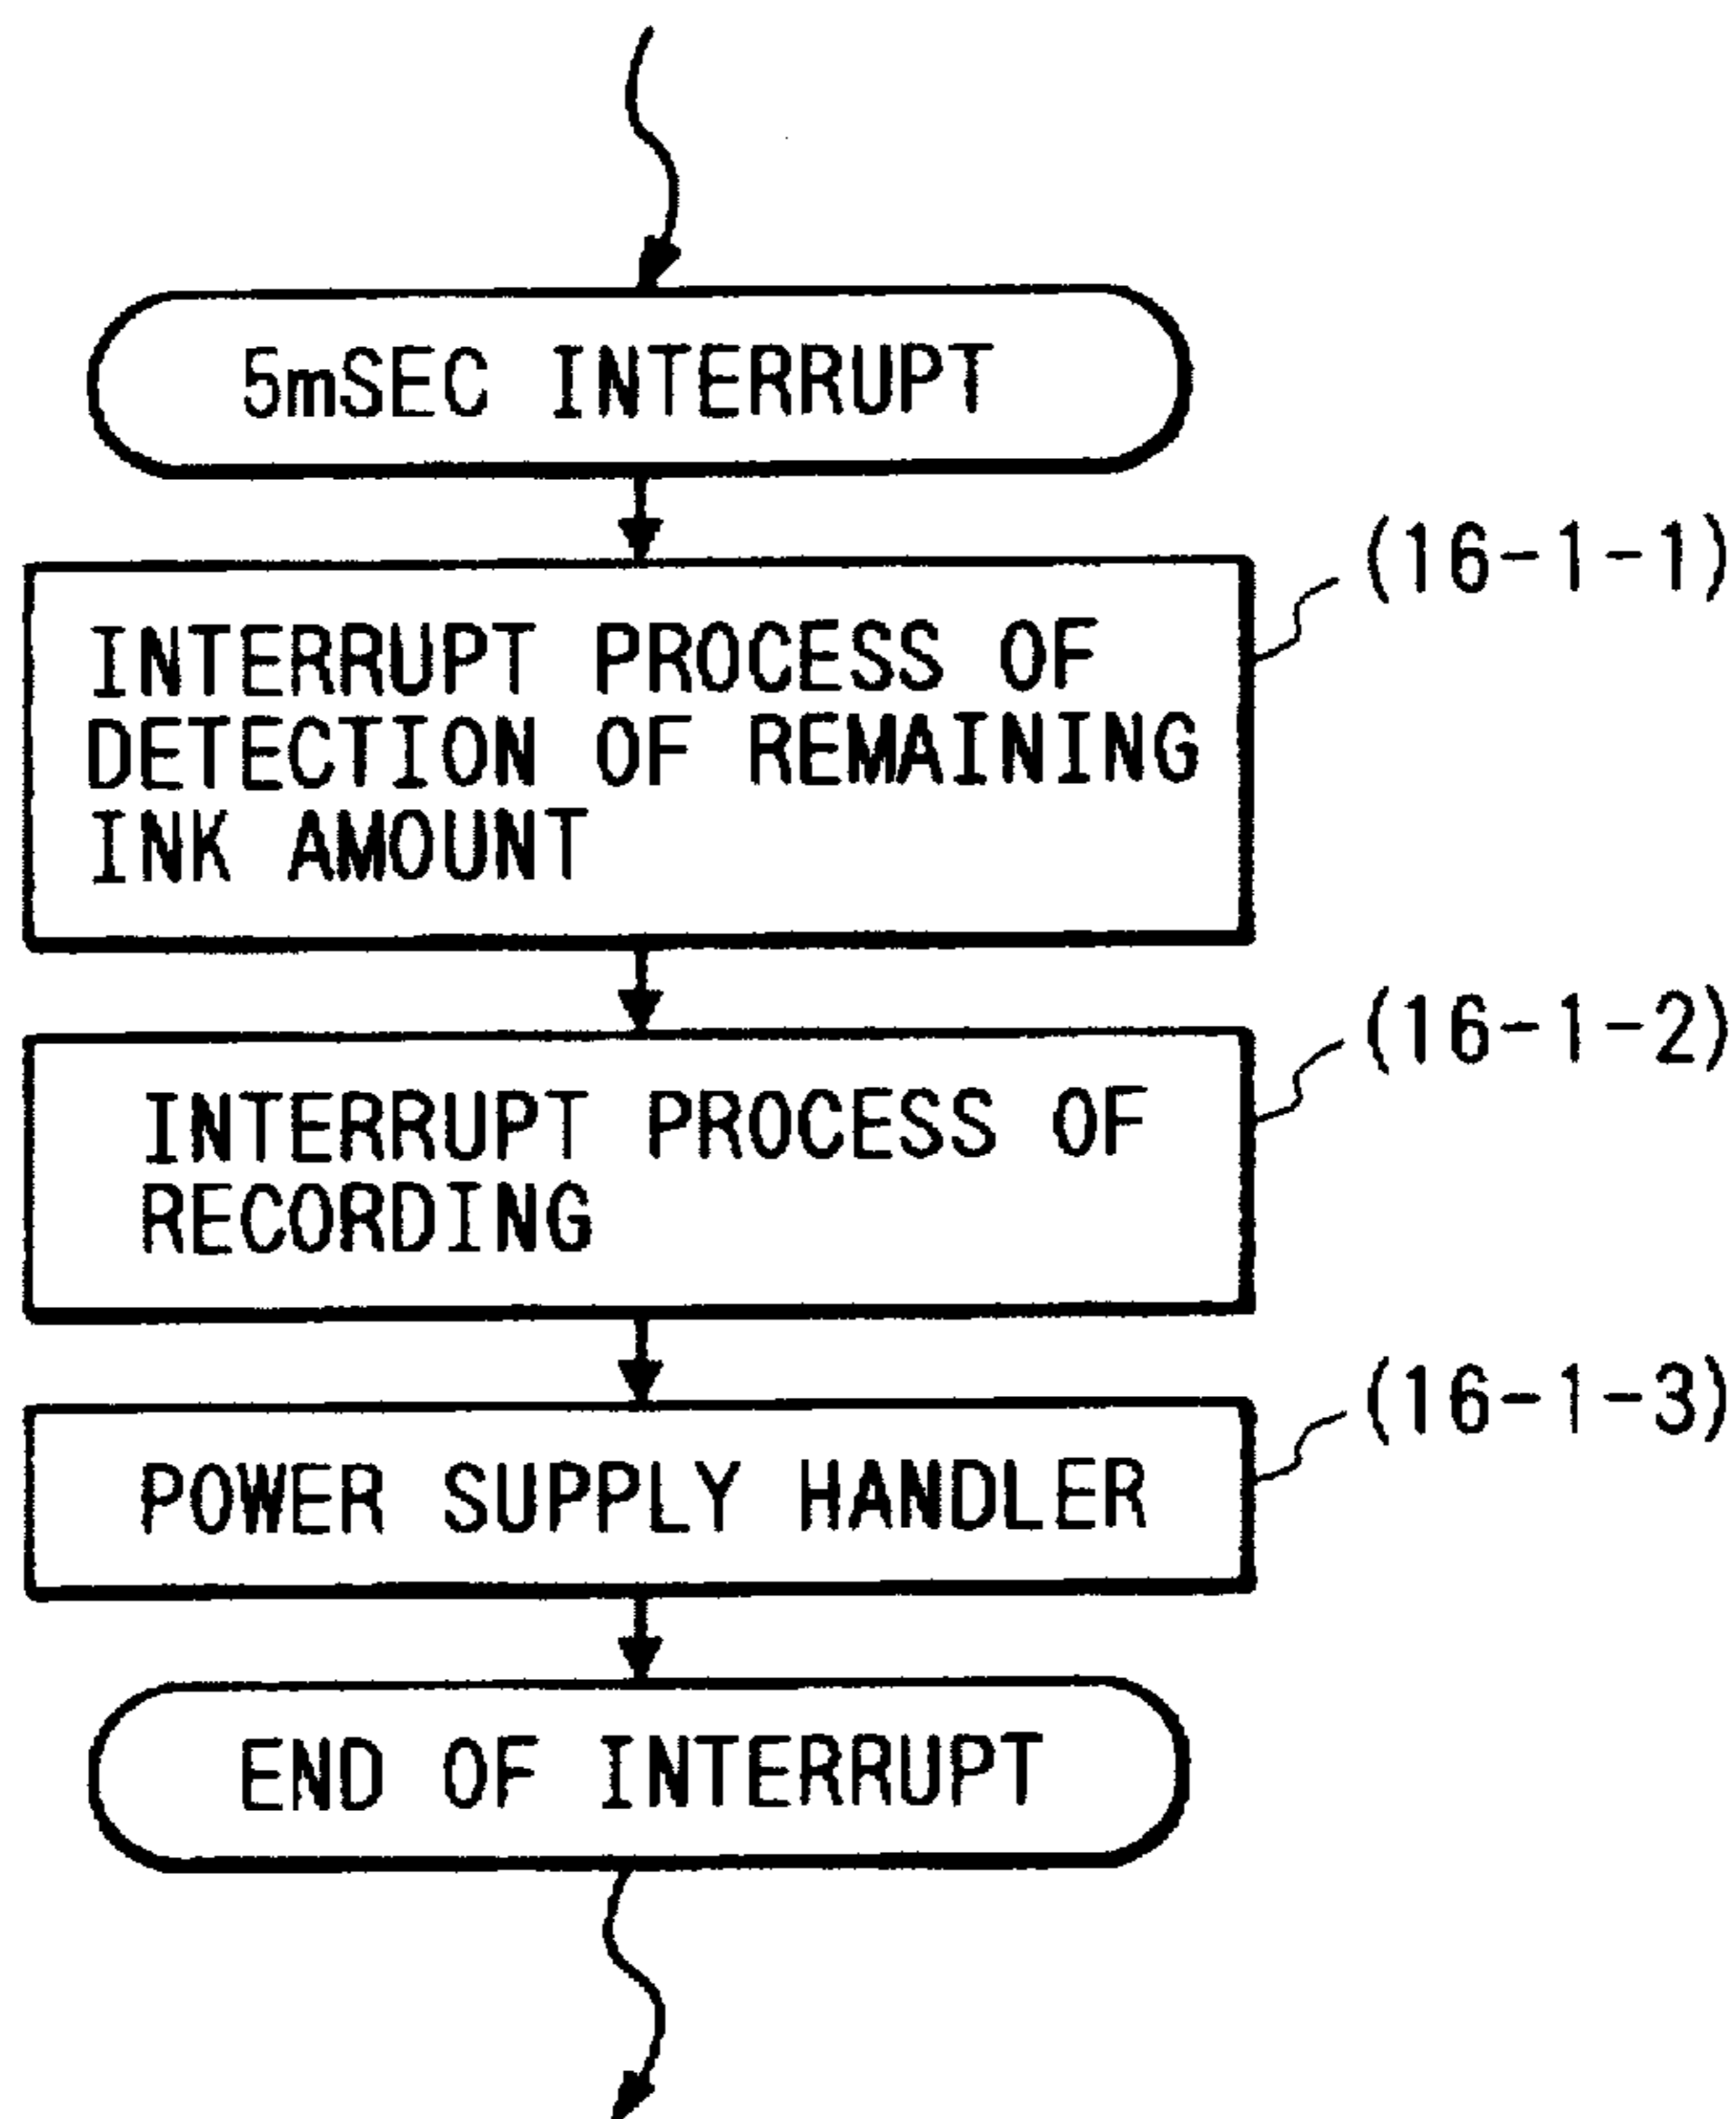 5mSEC INTERRUPT
(16-1-1)
INTERRUPT PROCESS OF
DETECTION OF REMAINING
INK AMOUNT
(16-1-2)
INTERRUPT PROCESS OF
RECORDING
(16-1-3)
POWER SUPPLY HANDLER
END OF INTERRUPT